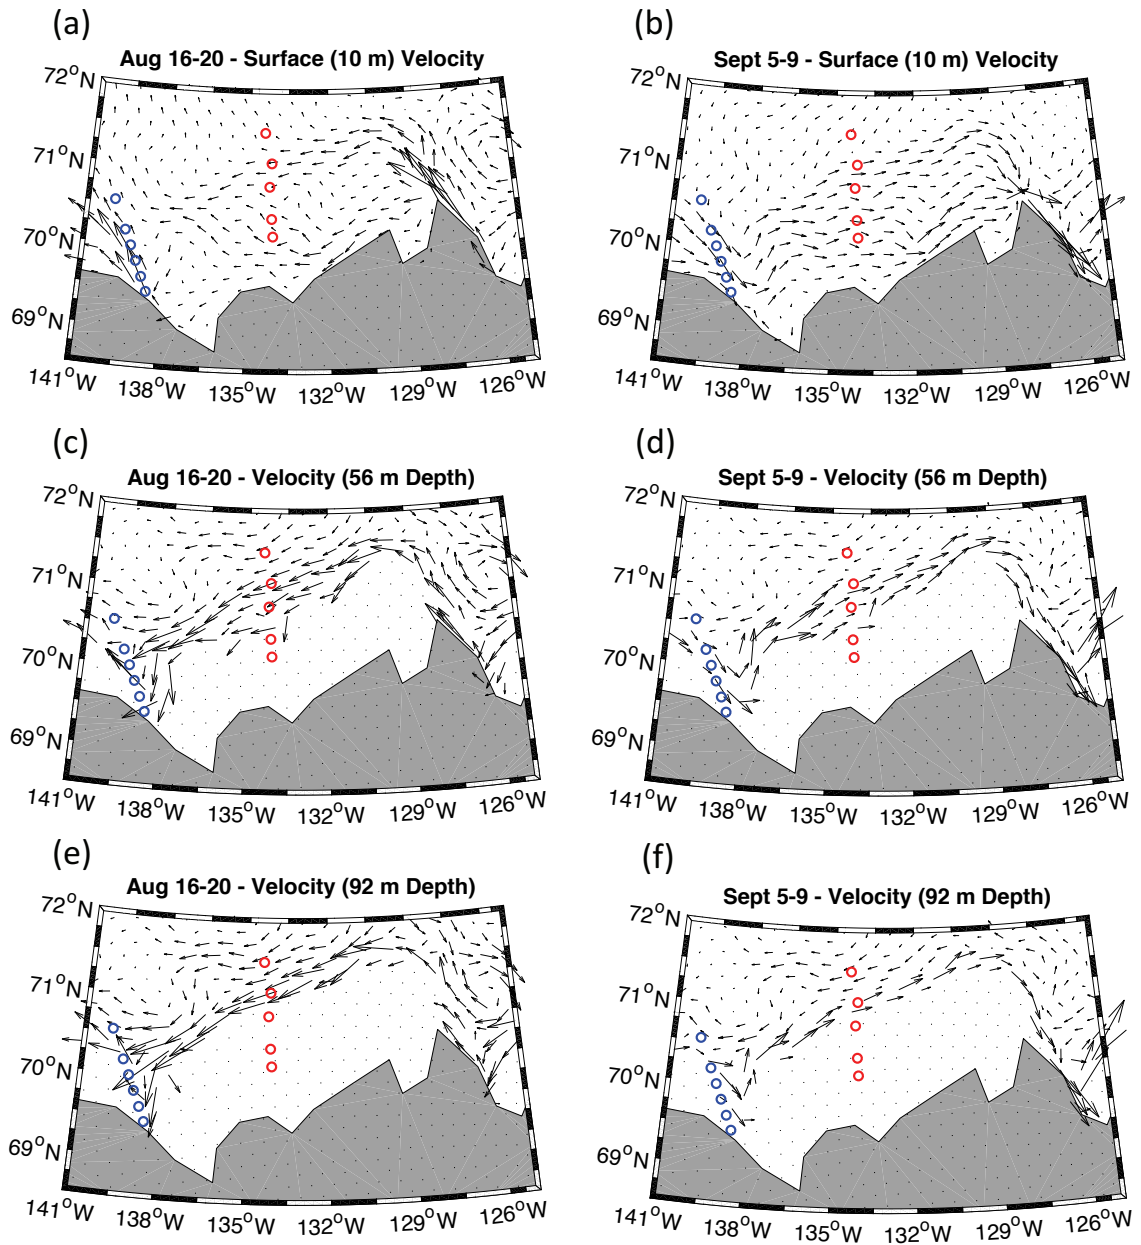 (a)
Aug 16-20 - Surface (10 m) Velocity
72°N
71°N
70°N
69°N
141°W 138°W 135°W 132°W 129°W 126°W
(b)
Sept 5-9 - Surface (10 m) Velocity
72°N
71°N
70°N
69°N
141°W 138°W 135°W 132°W 129°W 126°W
(c)
Aug 16-20 - Velocity (56 m Depth)
72°N
71°N
70°N
69°N
141°W 138°W 135°W 132°W 129°W 126°W
(d)
Sept 5-9 - Velocity (56 m Depth)
72°N
71°N
70°N
69°N
141°W 138°W 135°W 132°W 129°W 126°W
(e)
Aug 16-20 - Velocity (92 m Depth)
72°N
71°N
70°N
69°N
141°W 138°W 135°W 132°W 129°W 126°W
(f)
Sept 5-9 - Velocity (92 m Depth)
72°N
71°N
70°N
69°N
141°W 138°W 135°W 132°W 129°W 126°W